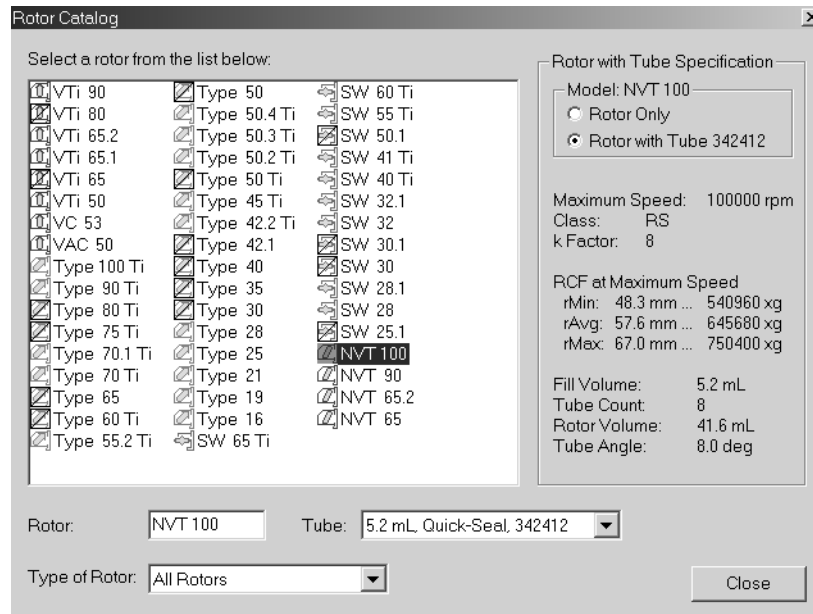 Rotor Catalog
Select a rotor from the list below:
VTi 90
VTi 80
VTi 65.2
VTi 65.1
VTi 65
VTi 50
VC 53
VAC 50
Type 100 Ti
Type 90 Ti
Type 80 Ti
Type 75 Ti
Type 70.1 Ti
Type 70 Ti
Type 65
Type 60 Ti
Type 55.2 Ti
Type 50
Type 50.4 Ti
Type 50.3 Ti
Type 50.2 Ti
Type 50 Ti
Type 45 Ti
Type 42.2 Ti
Type 42.1
Type 40
Type 35
Type 30
Type 28
Type 25
Type 21
Type 19
Type 16
SW 65 Ti
SW 60 Ti
SW 55 Ti
SW 50.1
SW 41 Ti
SW 40 Ti
SW 32.1
SW 32
SW 30.1
SW 30
SW 28.1
SW 28
SW 25.1
NVT 100
NVT 90
NVT 65.2
NVT 65
Rotor with Tube Specification
Model: NVT 100
Rotor Only
Rotor with Tube 342412
Maximum Speed: 100000 rpm
Class: RS
k Factor: 8
RCF at Maximum Speed
rMin: 48.3 mm ... 540960 xg
rAvg: 57.6 mm ... 645680 xg
rMax: 67.0 mm ... 750400 xg
Fill Volume: 5.2 mL
Tube Count: 8
Rotor Volume: 41.6 mL
Tube Angle: 8.0 deg
Rotor: NVT 100 Tube: 5.2 mL, Quick-Seal, 342412
Type of Rotor: All Rotors
Close